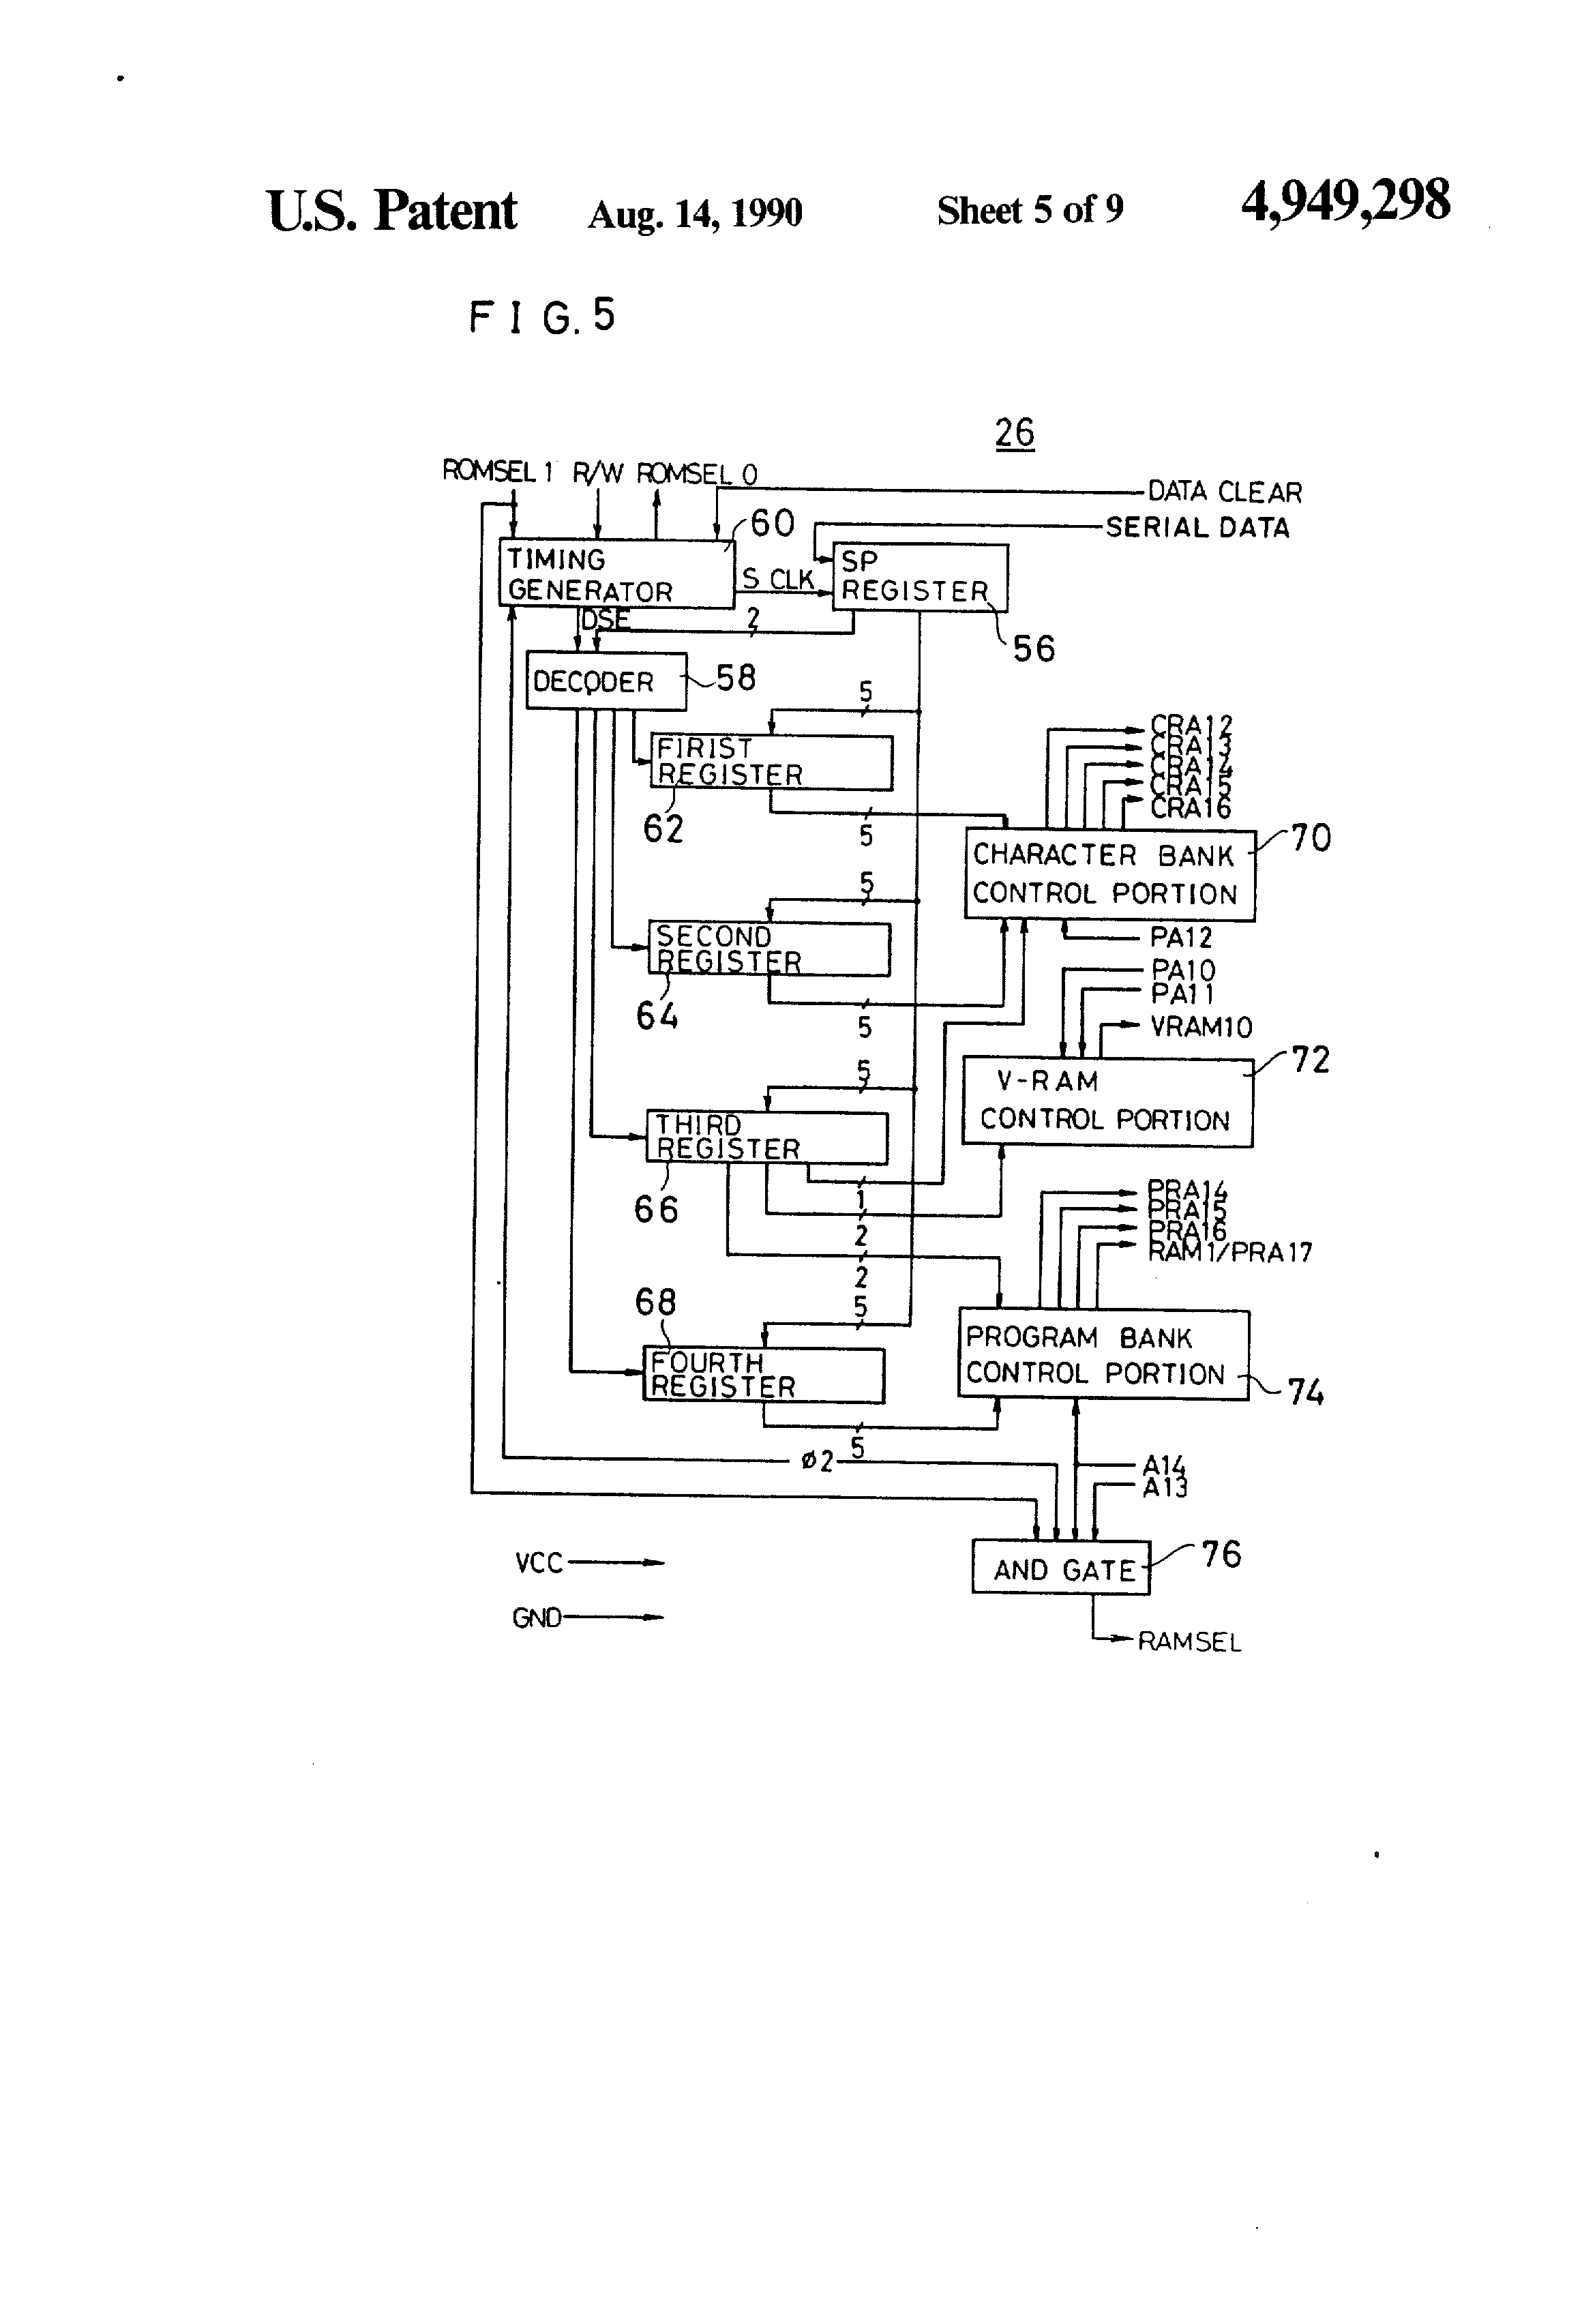 U.S. Patent Aug. 14, 1990 Sheet 5 of 9 4,949,298
FIG. 5
26
ROMSEL 1 R/W ROMSEL 0
DATA CLEAR
SERIAL DATA
60
TIMING
GENERATOR
S CLK
SP
REGISTER
56
DSE
2
DECODER
58
5
FIRIST
REGISTER
62
5
CRA12
CRA13
CRA14
CRA15
CRA16
70
CHARACTER BANK
CONTROL PORTION
5
SECOND
REGISTER
64
5
PA12
PA10
PA11
VRAM10
72
V-RAM
CONTROL PORTION
5
THIRD
REGISTER
66
1
2
2
PRA14
PRA15
PRA16
RAM1/PRA17
68
5
FOURTH
REGISTER
5
PROGRAM BANK
CONTROL PORTION
74
ø2
A14
A13
VCC
GND
AND GATE
76
RAMSEL